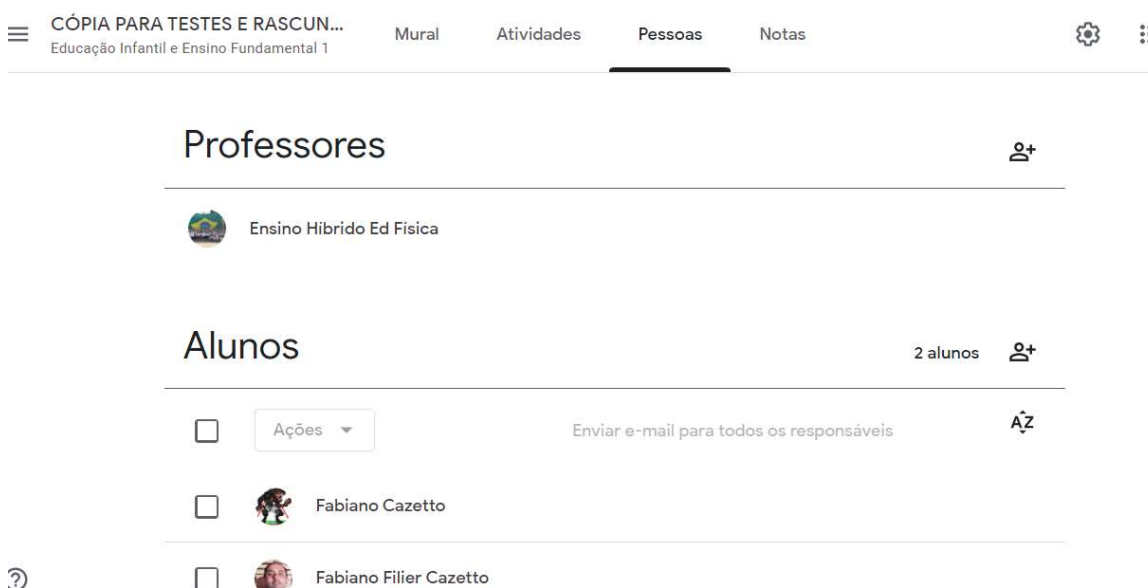 CÓPIA PARA TESTES E RASCUN...
Educação Infantil e Ensino Fundamental 1
Mural
Atividades
Pessoas
Notas
Professores
Ensino Híbrido Ed Física
Alunos
2 alunos
Ações
Enviar e-mail para todos os responsáveis
AZ
Fabiano Cazetto
Fabiano Filier Cazetto